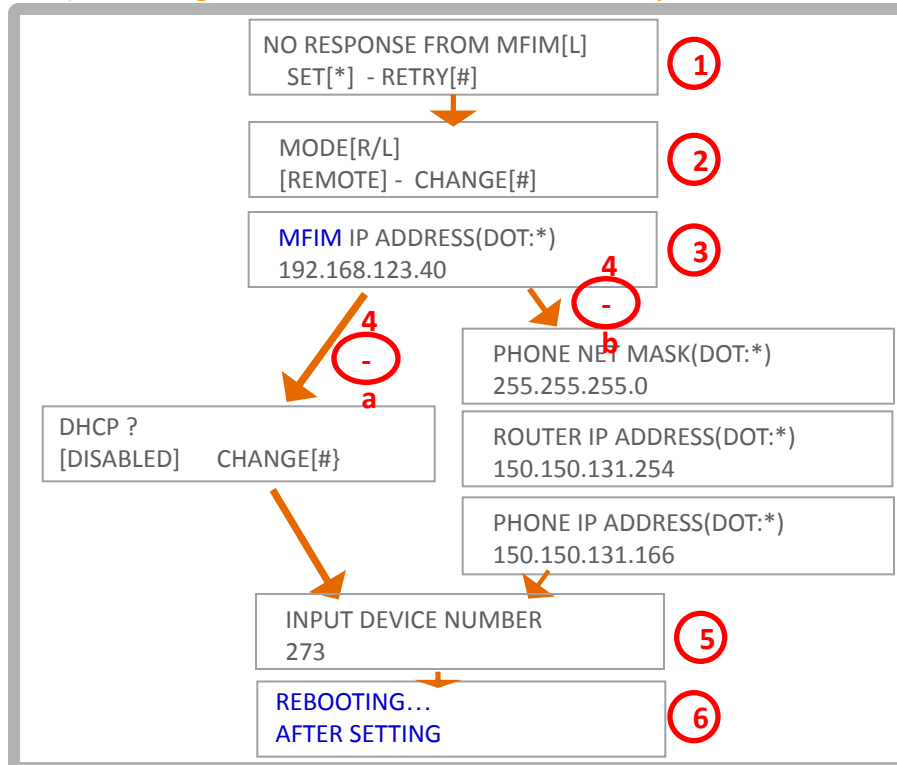 NO RESPONSE FROM MFIM[L]
SET[*] - RETRY[#]
1
MODE[R/L]
[REMOTE] - CHANGE[#]
2
MFIM IP ADDRESS(DOT:*)
192.168.123.40
3
4
-
a
4
-
b
DHCP ?
[DISABLED] CHANGE[#}
PHONE NET MASK(DOT:*)
255.255.255.0
ROUTER IP ADDRESS(DOT:*)
150.150.131.254
PHONE IP ADDRESS(DOT:*)
150.150.131.166
INPUT DEVICE NUMBER
273
5
REBOOTING...
AFTER SETTING
6